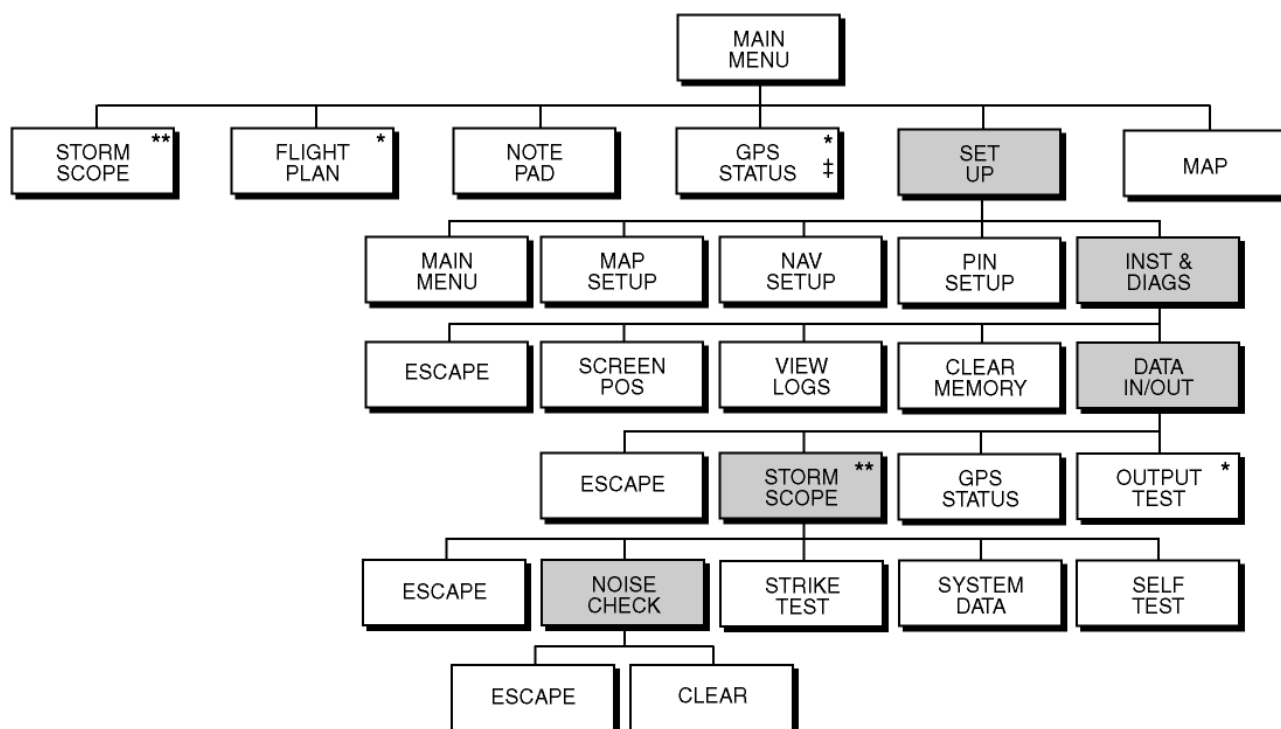 MAIN
MENU
STORM **
SCOPE
FLIGHT *
PLAN
NOTE
PAD
GPS *
STATUS ‡
SET
UP
MAP
MAIN
MENU
MAP
SETUP
NAV
SETUP
PIN
SETUP
INST &
DIAGS
ESCAPE
SCREEN
POS
VIEW
LOGS
CLEAR
MEMORY
DATA
IN/OUT
ESCAPE
STORM **
SCOPE
GPS
STATUS
OUTPUT *
TEST
ESCAPE
NOISE
CHECK
STRIKE
TEST
SYSTEM
DATA
SELF
TEST
ESCAPE
CLEAR